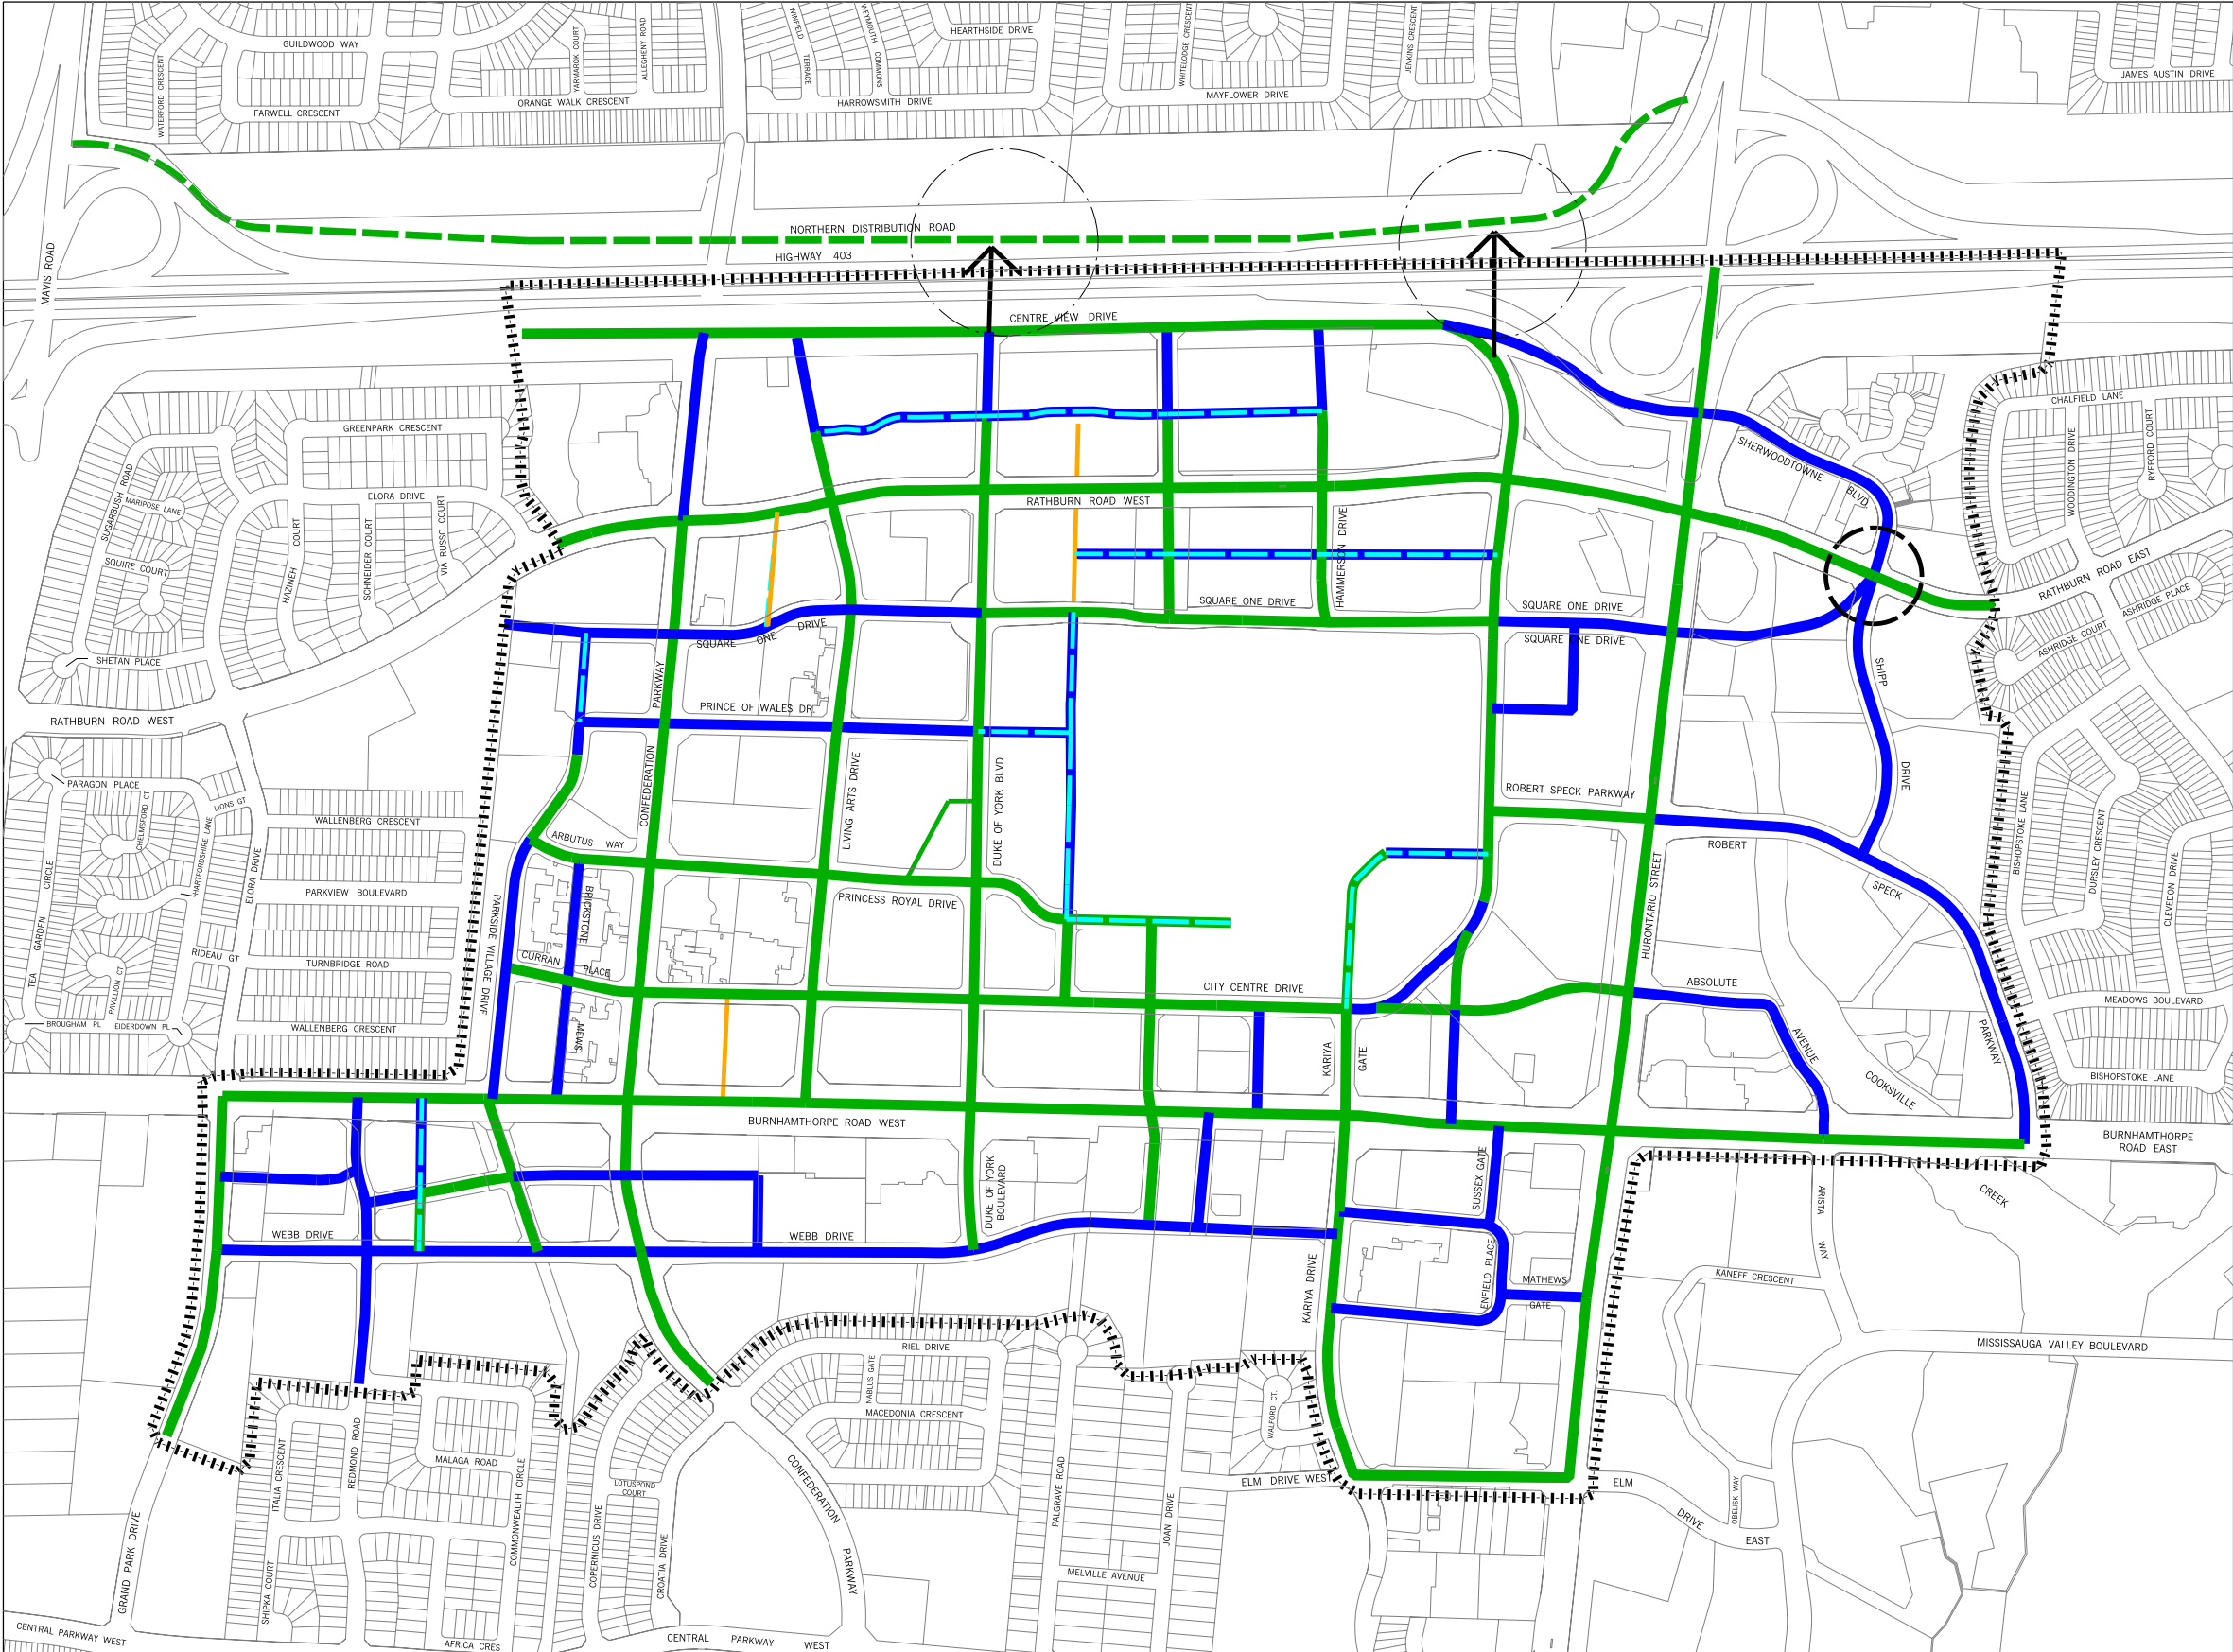 GUILDWOOD WAY
WATERFORD CRESCENT
FARWELL CRESCENT
YARMAROK COURT
ALLEGHENY ROAD
ORANGE WALK CRESCENT
WINFIELD
TERRACE
WEYMOUTH
COMMONS
HEARTHSIDE DRIVE
HARROWSMITH DRIVE
WHITELODGE CRESCENT
MAYFLOWER DRIVE
JENKINS CRESCENT
JAMES AUSTIN DRIVE
MAVIS ROAD
NORTHERN DISTRIBUTION ROAD
HIGHWAY 403
CENTRE VIEW DRIVE
GREENPARK CRESCENT
SUGARBUSH ROAD
MARIPOSE LANE
ELORA DRIVE
SQUIRE COURT
HAZINEH
COURT
SCHNEIDER COURT
VIA RUSSO COURT
SHETANI PLACE
RATHBURN ROAD WEST
RATHBURN ROAD WEST
HAMMERSON DRIVE
SQUARE ONE DRIVE
SQUARE ONE DRIVE
SQUARE ONE DRIVE
SQUARE ONE DRIVE
SHERWOODTOWNE
BLVD
CHALFIELD LANE
WOODINGTON DRIVE
RYEFORD COURT
RATHBURN ROAD EAST
ASHRIDGE PLACE
ASHRIDGE COURT
SHIPP
DRIVE
PRINCE OF WALES DR.
PARKWAY
CONFEDERATION
LIVING ARTS DRIVE
DUKE OF YORK BLVD
ROBERT SPECK PARKWAY
ROBERT
SPECK
PARKWAY
HURONTARIO STREET
BISHOPSTOKE LANE
DURSLEY CRESCENT
CLEVEDON DRIVE
MEADOWS BOULEVARD
BISHOPSTOKE LANE
PARAGON PLACE
CHELMSFORD CT
LIONS GT
HARTFORDSHIRE LANE
ELORA DRIVE
WALLENBERG CRESCENT
PARKVIEW BOULEVARD
TURNBRIDGE ROAD
WALLENBERG CRESCENT
TEA
GARDEN
CIRCLE
RIDEAU GT
PAVILLION CT
BROUGHAM PL
EIDERDOWN PL
ARBUTUS WAY
BRICKSTONE
MEWS
PARKSIDE VILLAGE DRIVE
CURRAN
PLACE
PRINCESS ROYAL DRIVE
CITY CENTRE DRIVE
KARIYA
GATE
ABSOLUTE
AVENUE
COOKSVILLE
CREEK
BURNHAMTHORPE ROAD WEST
BURNHAMTHORPE
ROAD EAST
DUKE OF YORK
BOULEVARD
WEBB DRIVE
WEBB DRIVE
SUSSEX GATE
ENFIELD PLACE
MATHEWS
GATE
KARIYA DRIVE
ARISTA
WAY
KANEFF CRESCENT
MISSISSAUGA VALLEY BOULEVARD
RIEL DRIVE
NABLUS GATE
MACEDONIA CRESCENT
WALFORD CT.
ELM DRIVE WEST
ELM
DRIVE
EAST
OBELISK WAY
GRAND PARK DRIVE
ITALIA CRESCENT
REDMOND ROAD
MALAGA ROAD
COMMONWEALTH CIRCLE
SHIPKA COURT
AFRICA CRES
COPERNICUS DRIVE
LOTUSPOND
COURT
CROATIA DRIVE
CONFEDERATION
PARKWAY
PALGRAVE ROAD
JOAN DRIVE
MELVILLE AVENUE
CENTRAL PARKWAY WEST
CENTRAL PARKWAY WEST